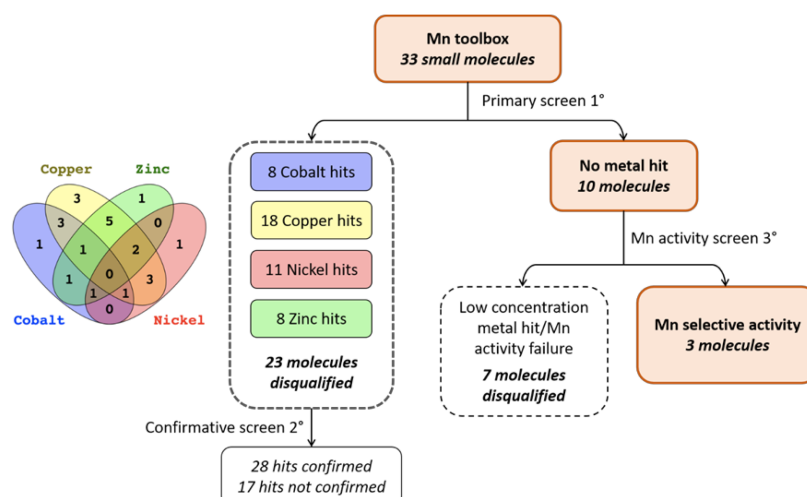 Mn toolbox
33 small molecules
Primary screen 1°
8 Cobalt hits
18 Copper hits
11 Nickel hits
8 Zinc hits
23 molecules
disqualified
No metal hit
10 molecules
Mn activity screen 3°
Low concentration
metal hit/Mn
activity failure
7 molecules
disqualified
Mn selective activity
3 molecules
Confirmative screen 2°
28 hits confirmed
17 hits not confirmed
Copper Zinc
3 1
3 5 0
1 1 2 1
0
1 3
1 1
0
Cobalt Nickel